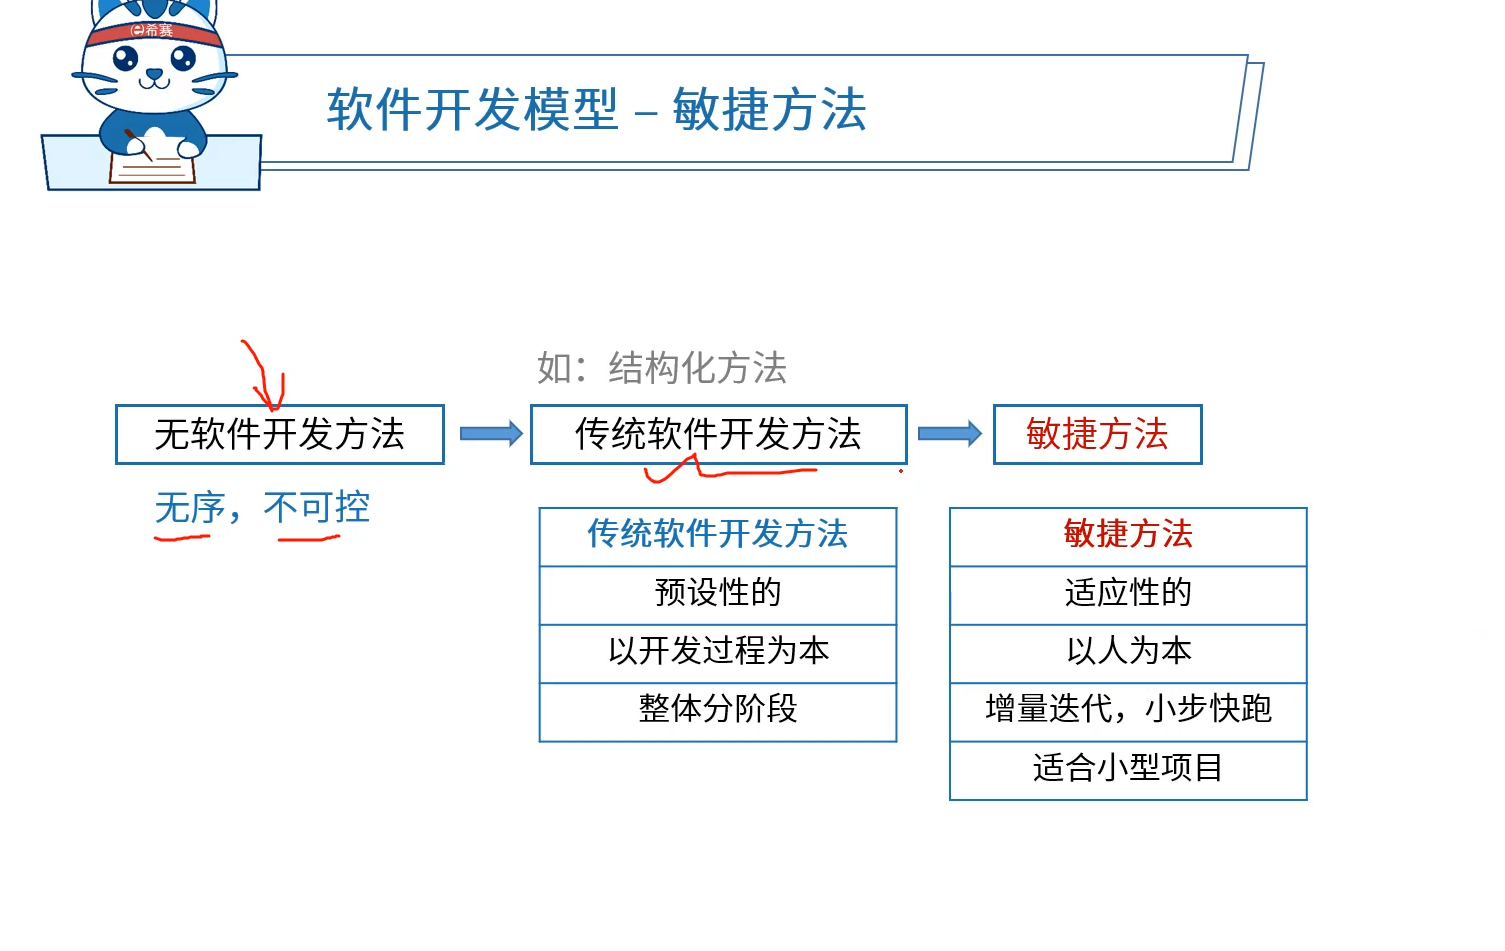 e希赛
软件开发模型 – 敏捷方法
如：结构化方法
无软件开发方法
传统软件开发方法
敏捷方法
无序，不可控
传统软件开发方法
预设性的
以开发过程为本
整体分阶段
敏捷方法
适应性的
以人为本
增量迭代，小步快跑
适合小型项目